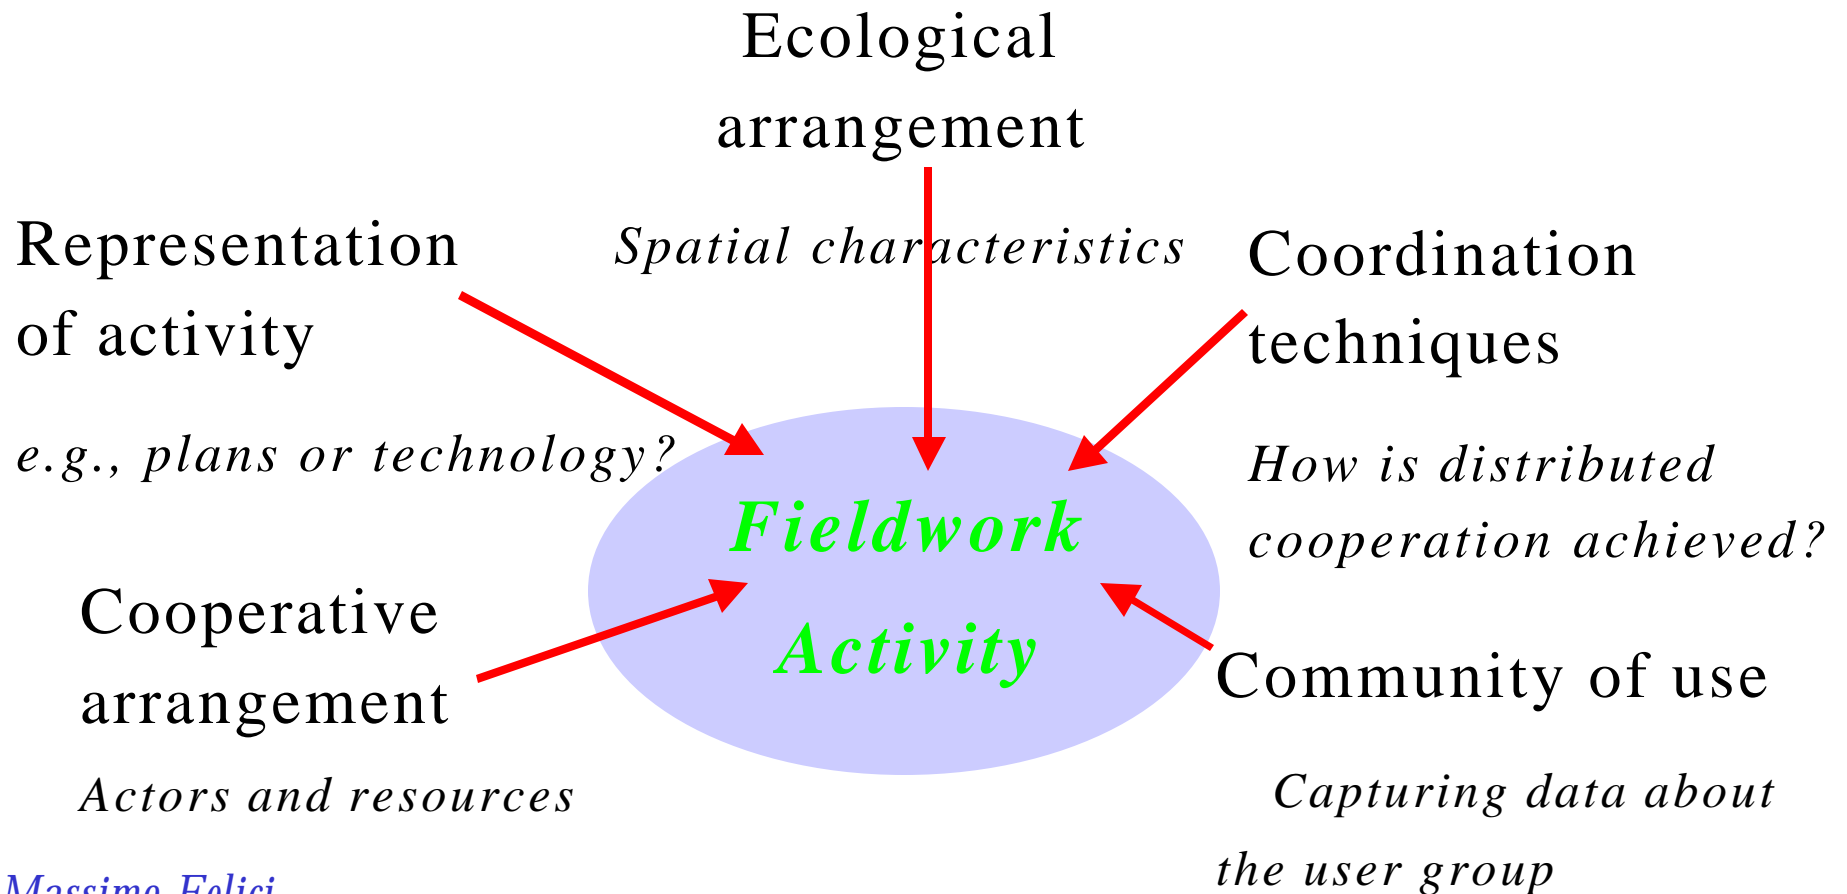 Ecological
arrangement
Spatial characteristics
Representation
of activity
e.g., plans or technology?
Coordination
techniques
How is distributed
cooperation achieved?
Fieldwork
Activity
Cooperative
arrangement
Actors and resources
Community of use
Capturing data about
the user group
Massimo Felici